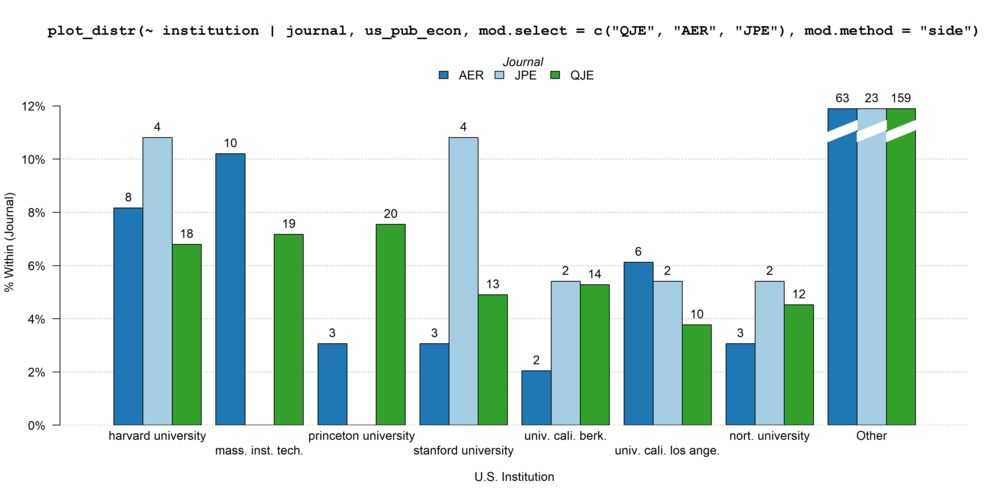 plot_distr(~ institution | journal, us_pub_econ, mod.select = c("QJE", "AER", "JPE"), mod.method = "side")
Journal
AER JPE QJE
% Within (Journal)
12%
10%
8%
6%
4%
2%
0%
8 4 18
10 19
3 20
3 4 13
2 2 14
6 2 10
3 2 12
63 23 159
harvard university
mass. inst. tech.
princeton university
stanford university
univ. cali. berk.
univ. cali. los ange.
nort. university
Other
U.S. Institution